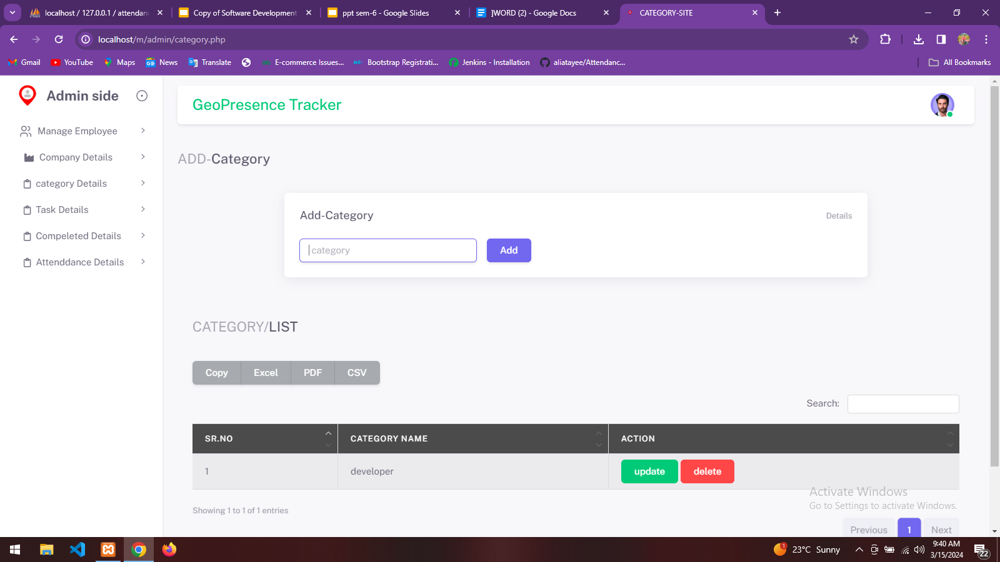 localhost / 127.0.0.1 / attendan
Copy of Software Development
ppt sem-6 - Google Slides
]WORD (2) - Google Docs
CATEGORY-SITE
localhost/m/admin/category.php
Gmail
YouTube
Maps
News
Translate
E-commerce Issues...
Bootstrap Registrati...
Jenkins - Installation
aliatayee/Attendanc...
All Bookmarks
Admin side
GeoPresence Tracker
Manage Employee
Company Details
category Details
Task Details
Compeleted Details
Attenddance Details
ADD-Category
Add-Category
Details
category
Add
CATEGORY/LIST
Copy
Excel
PDF
CSV
Search:
SR.NO
CATEGORY NAME
ACTION
1
developer
update
delete
Activate Windows
Go to Settings to activate Windows.
Showing 1 to 1 of 1 entries
Previous
1
Next
1
23°C Sunny
9:40 AM
3/15/2024
22